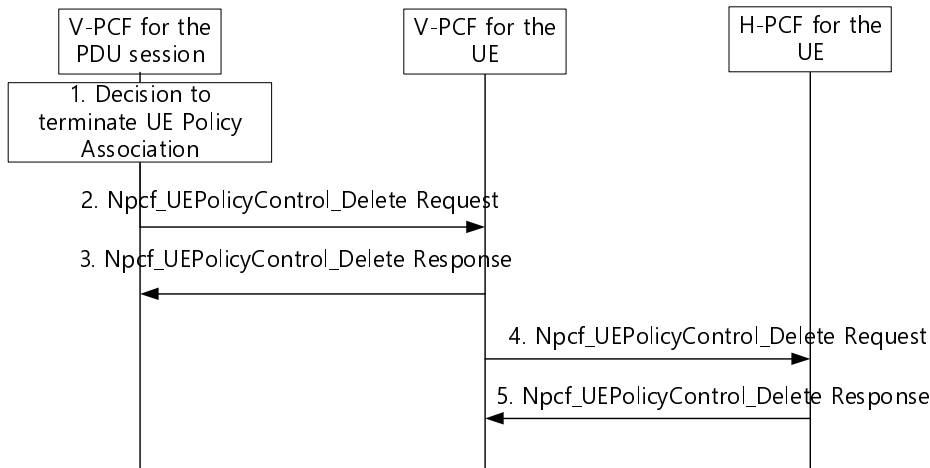 V-PCF for the
PDU session
V-PCF for the
UE
H-PCF for the
UE
1. Decision to
terminate UE Policy
Association
2. Npcf_UEPolicyControl_Delete Request
3. Npcf_UEPolicyControl_Delete Response
4. Npcf_UEPolicyControl_Delete Request
5. Npcf_UEPolicyControl_Delete Response